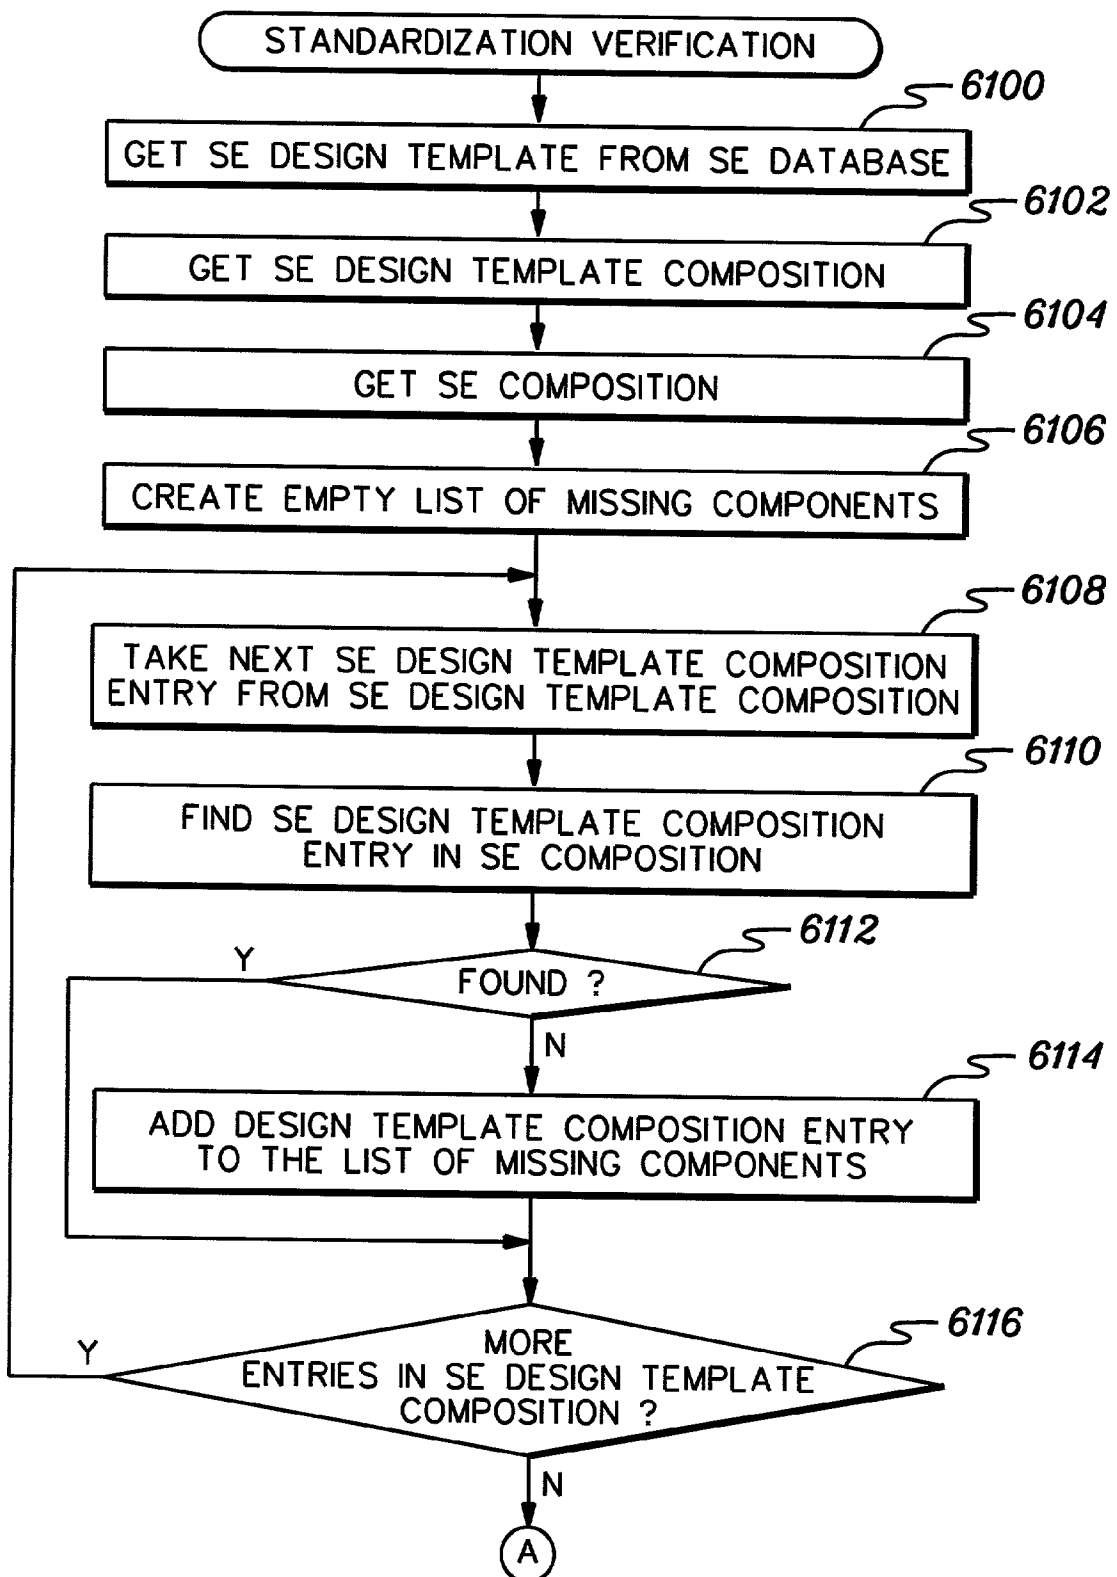 STANDARDIZATION VERIFICATION
6100
GET SE DESIGN TEMPLATE FROM SE DATABASE
6102
GET SE DESIGN TEMPLATE COMPOSITION
6104
GET SE COMPOSITION
6106
CREATE EMPTY LIST OF MISSING COMPONENTS
6108
TAKE NEXT SE DESIGN TEMPLATE COMPOSITION
ENTRY FROM SE DESIGN TEMPLATE COMPOSITION
6110
FIND SE DESIGN TEMPLATE COMPOSITION
ENTRY IN SE COMPOSITION
6112
Y
FOUND ?
N
6114
ADD DESIGN TEMPLATE COMPOSITION ENTRY
TO THE LIST OF MISSING COMPONENTS
6116
Y
MORE
ENTRIES IN SE DESIGN TEMPLATE
COMPOSITION ?
N
A